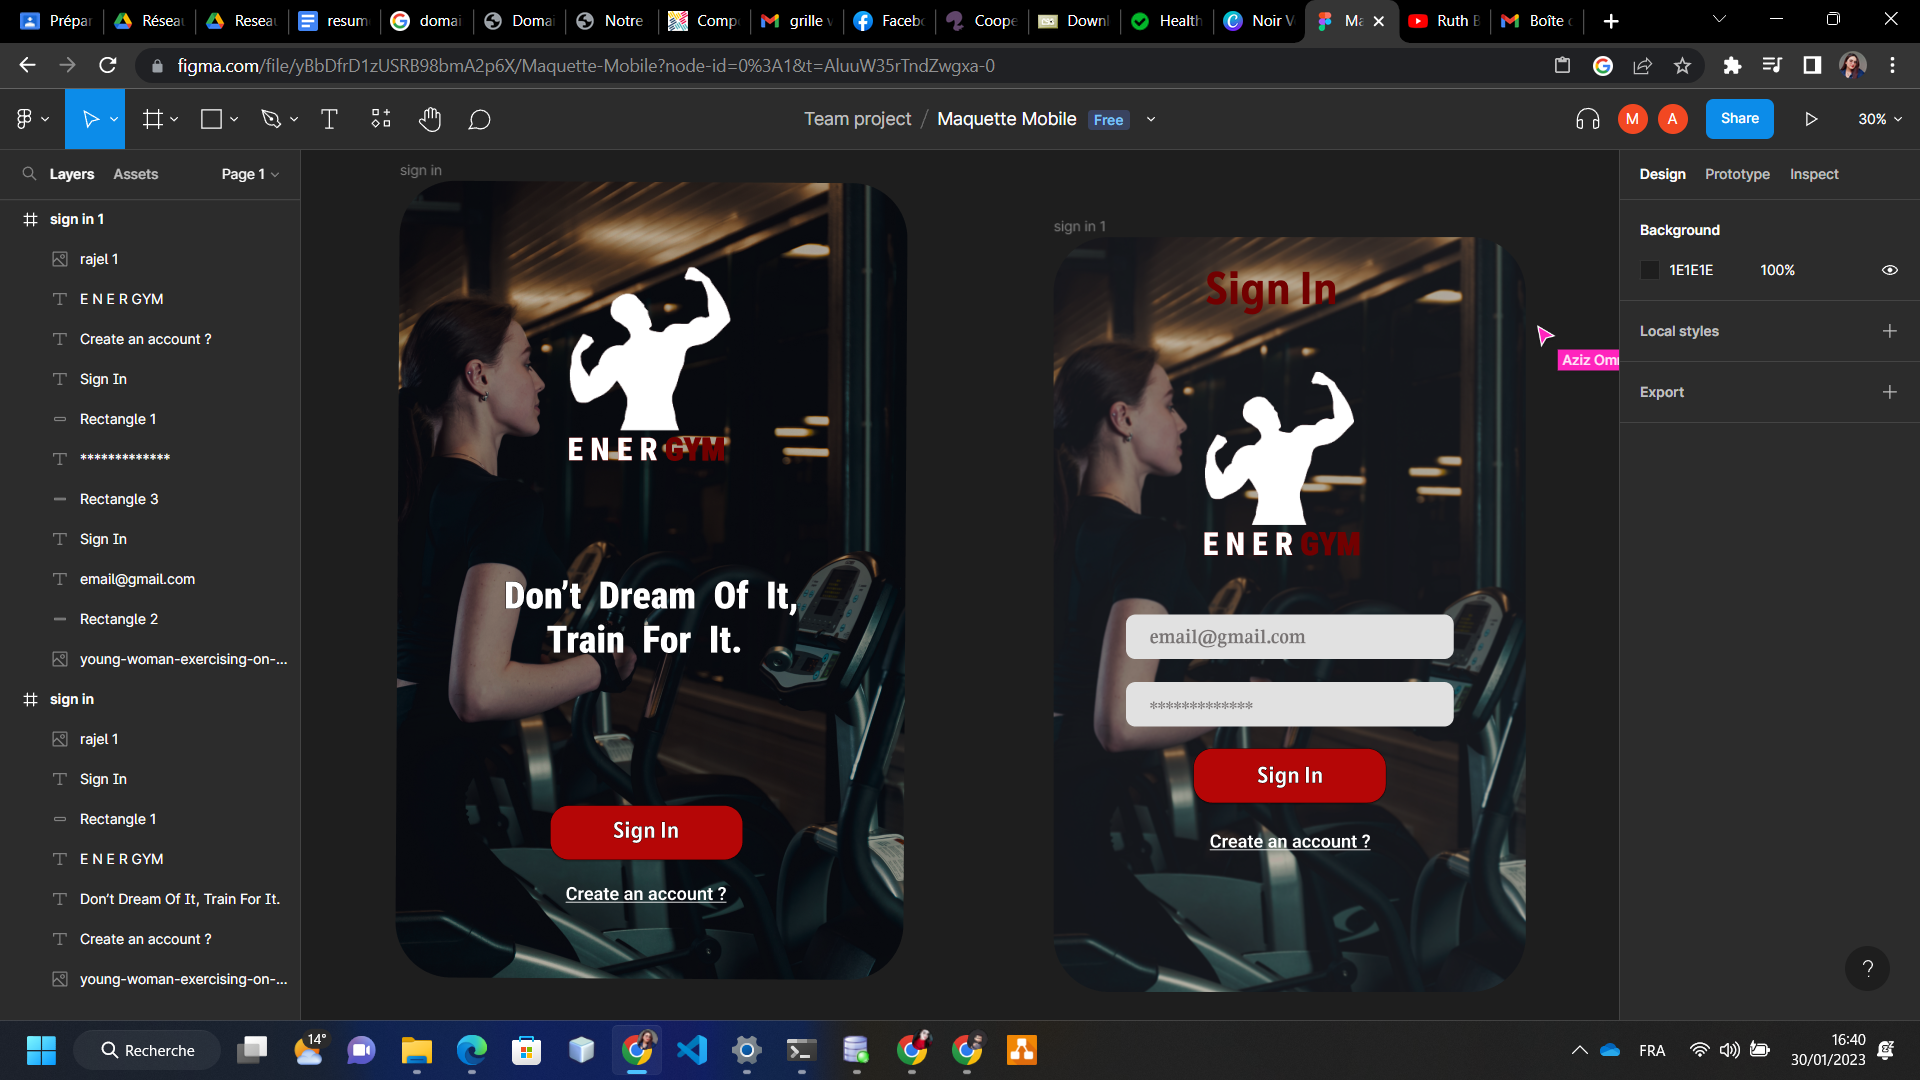 Prépar
Réseau
Reseau
resume
domai
Domai
Notre
Comp
grille v
Facebo
Coope
Downl
Health
Noir V
Ma
Ruth B
Boîte d
figma.com/file/yBbDfrD1zUSRB98bmA2p6X/Maquette-Mobile?node-id=0%3A1&t=AluuW35rTndZwgxa-0
Team project / Maquette Mobile Free
M
A
Share
30%
Layers
Assets
Page 1
sign in 1
rajel 1
E N E R GYM
Create an account ?
Sign In
Rectangle 1
*************
Rectangle 3
Sign In
email@gmail.com
Rectangle 2
young-woman-exercising-on-...
sign in
rajel 1
Sign In
Rectangle 1
E N E R GYM
Don’t Dream Of It, Train For It.
Create an account ?
young-woman-exercising-on-...
sign in
E N E R GYM
Don’t Dream Of It,
Train For It.
Sign In
Create an account ?
sign in 1
Sign In
E N E R GYM
email@gmail.com
*************
Sign In
Create an account ?
Aziz Om
Design
Prototype
Inspect
Background
1E1E1E
100%
Local styles
Export
?
Recherche
14°
FRA
16:40
30/01/2023